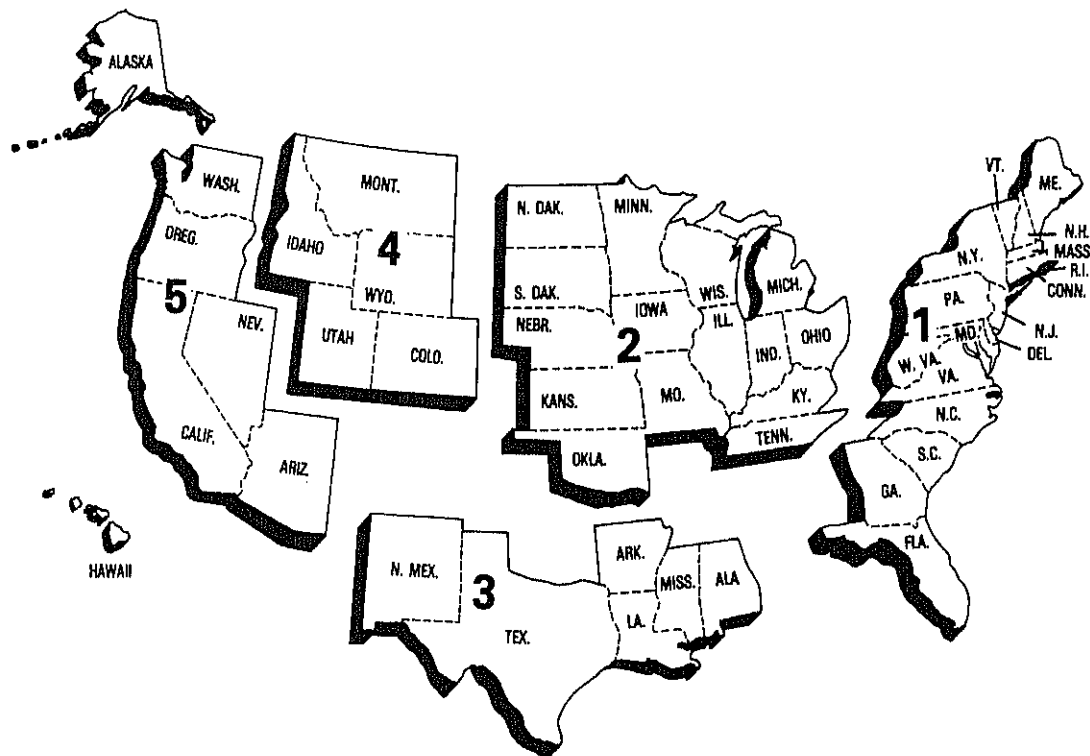 ALASKA
WASH.
OREG.
5
NEV.
CALIF.
ARIZ.
HAWAII
MONT.
IDAHO
4
WYO.
UTAH
COLO.
N. DAK.
MINN.
S. DAK.
WIS.
MICH.
NEBR.
IOWA
2
ILL.
IND.
OHIO
KANS.
MO.
KY.
OKLA.
TENN.
N. MEX.
3
TEX.
ARK.
LA.
MISS.
ALA
VT.
ME.
N.H.
MASS
R.I.
CONN.
N.Y.
PA.
1
N.J.
MD.
DEL.
W. VA.
VA.
N.C.
S.C.
GA.
FLA.